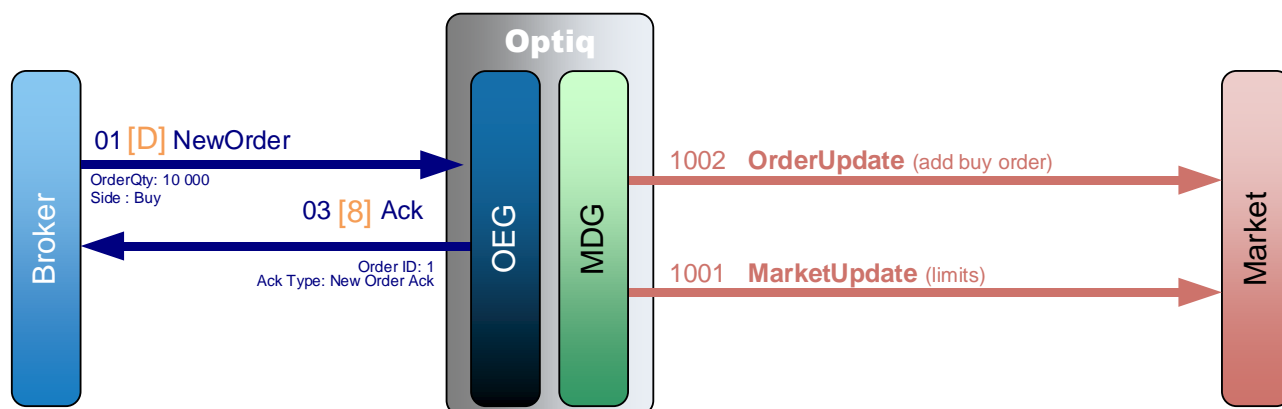 Optiq
Broker
01 [D] NewOrder
OrderQty: 10 000
Side : Buy
03 [8] Ack
Order ID: 1
Ack Type: New Order Ack
OEG
MDG
1002 OrderUpdate (add buy order)
1001 MarketUpdate (limits)
Market